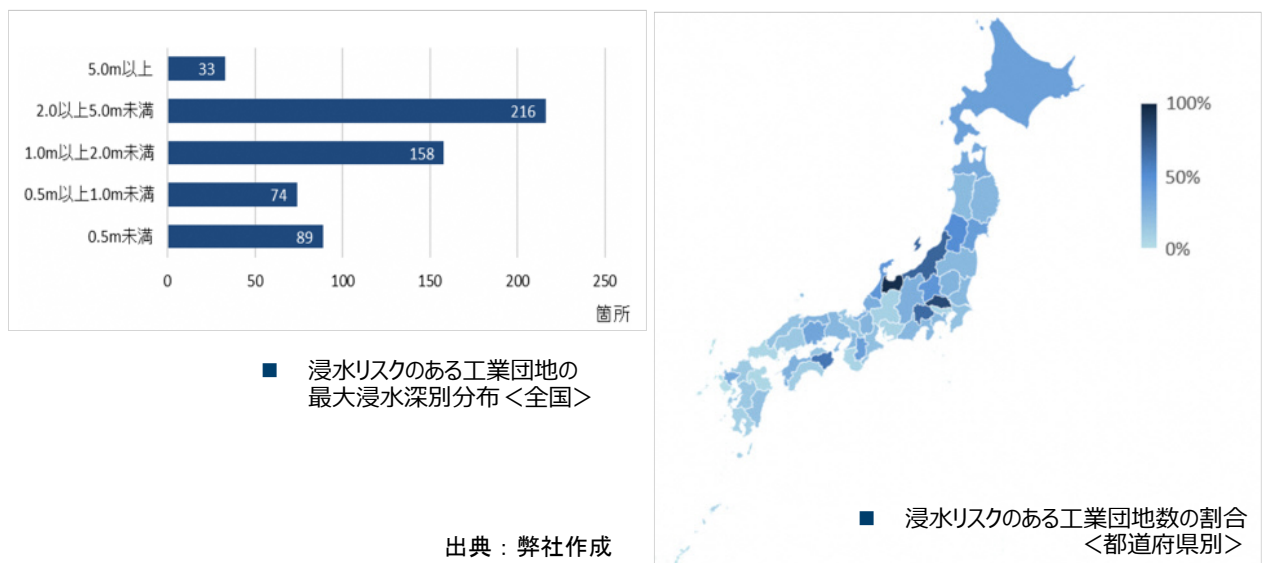 5.0m以上
33
2.0以上5.0m未満
216
1.0m以上2.0m未満
158
0.5m以上1.0m未満
74
0.5m未満
89
0 50 100 150 200 250
箇所
■ 浸水リスクのある工業団地の
最大浸水深別分布<全国>
出典：弊社作成
100%
50%
0%
■ 浸水リスクのある工業団地数の割合
<都道府県別>